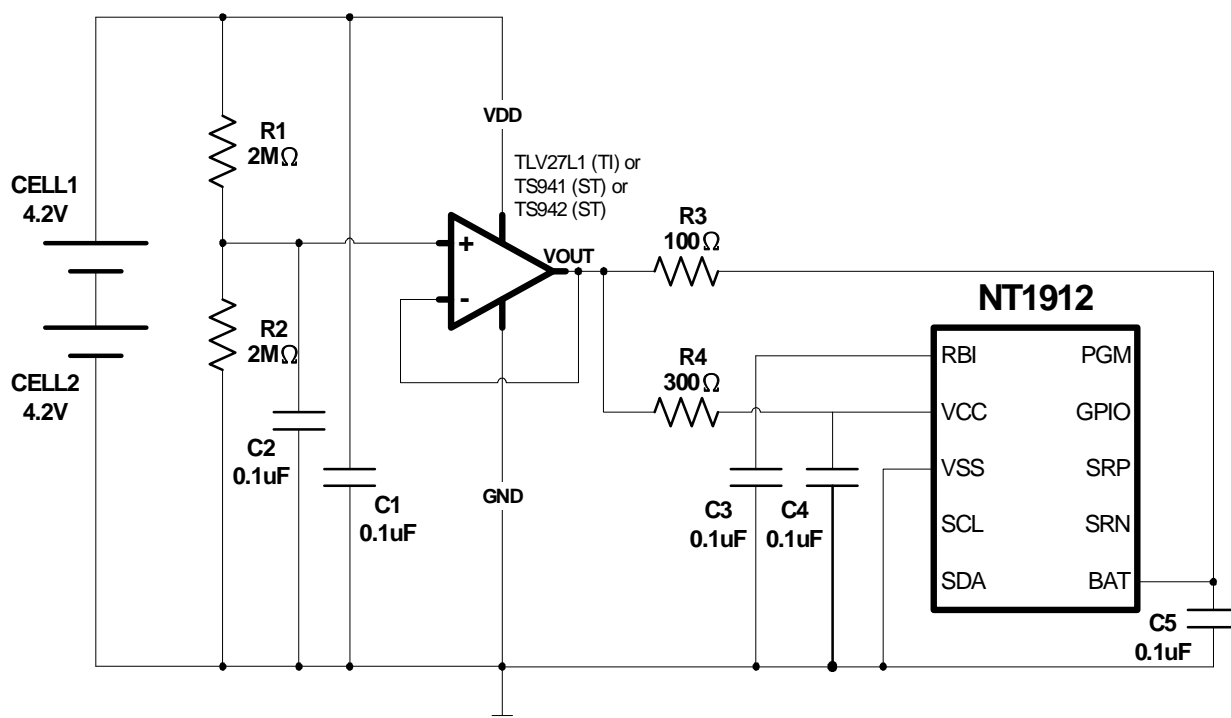 VDD
R1
2MΩ
CELL1
4.2V
TLV27L1 (TI) or
TS941 (ST) or
TS942 (ST)
+
VOUT
-
R3
100Ω
NT1912
R2
2MΩ
CELL2
4.2V
R4
300Ω
RBI
PGM
VCC
GPIO
VSS
SRP
SCL
SRN
SDA
BAT
C2
0.1uF
C1
0.1uF
GND
C3
0.1uF
C4
0.1uF
C5
0.1uF